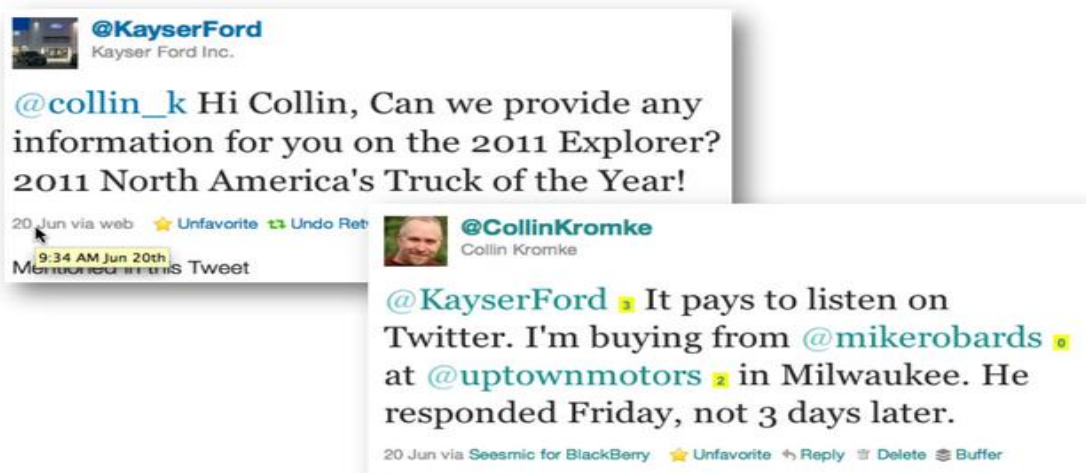 @KayserFord
Kayser Ford Inc.
@collin_k Hi Collin, Can we provide any
information for you on the 2011 Explorer?
2011 North America's Truck of the Year!
20 Jun via web Unfavorite Undo
9:34 AM Jun 20th
Mentioned in this Tweet
@CollinKromke
Collin Kromke
@KayserFord 3 It pays to listen on
Twitter. I'm buying from @mikerobards 0
at @uptownmotors 2 in Milwaukee. He
responded Friday, not 3 days later.
20 Jun via Seesmic for BlackBerry Unfavorite Reply Delete Buffer